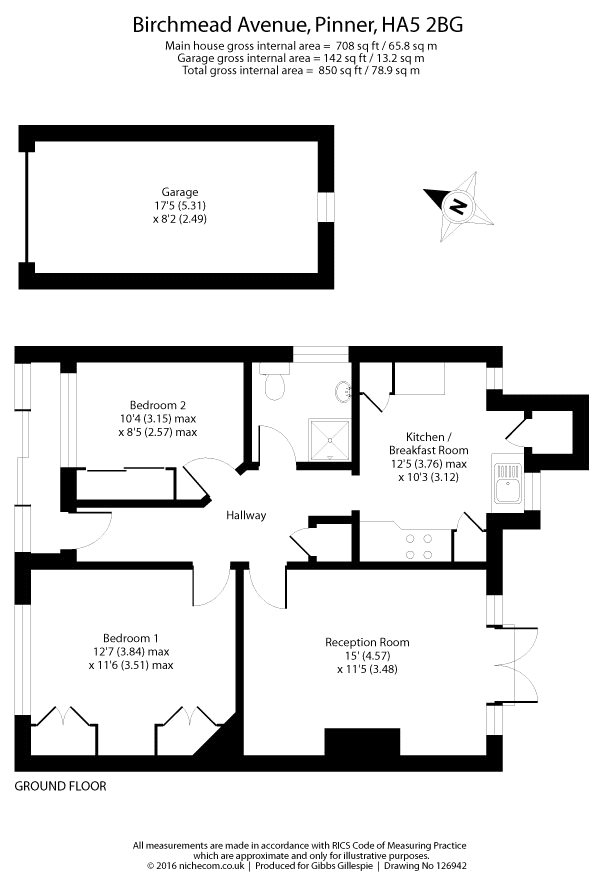 Birchmead Avenue, Pinner, HA5 2BG
Main house gross internal area = 708 sq ft / 65.8 sq m
Garage gross internal area = 142 sq ft / 13.2 sq m
Total gross internal area = 850 sq ft / 78.9 sq m
Garage
17'5 (5.31)
x 8'2 (2.49)
N
Bedroom 2
10'4 (3.15) max
x 8'5 (2.57) max
Kitchen /
Breakfast Room
12'5 (3.76) max
x 10'3 (3.12)
Hallway
Bedroom 1
12'7 (3.84) max
x 11'6 (3.51) max
Reception Room
15' (4.57)
x 11'5 (3.48)
GROUND FLOOR
All measurements are made in accordance with RICS Code of Measuring Practice
which are approximate and only for illustrative purposes.
© 2016 nichecom.co.uk | Produced for Gibbs Gillespie | Drawing No 126942